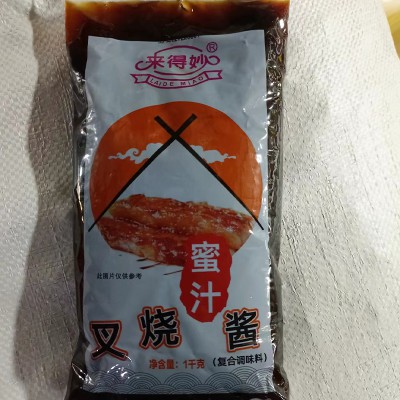 来得妙®
LAIDE MIAO
此图片仅供参考
蜜汁
叉烧酱
净含量：1千克（复合调味料）